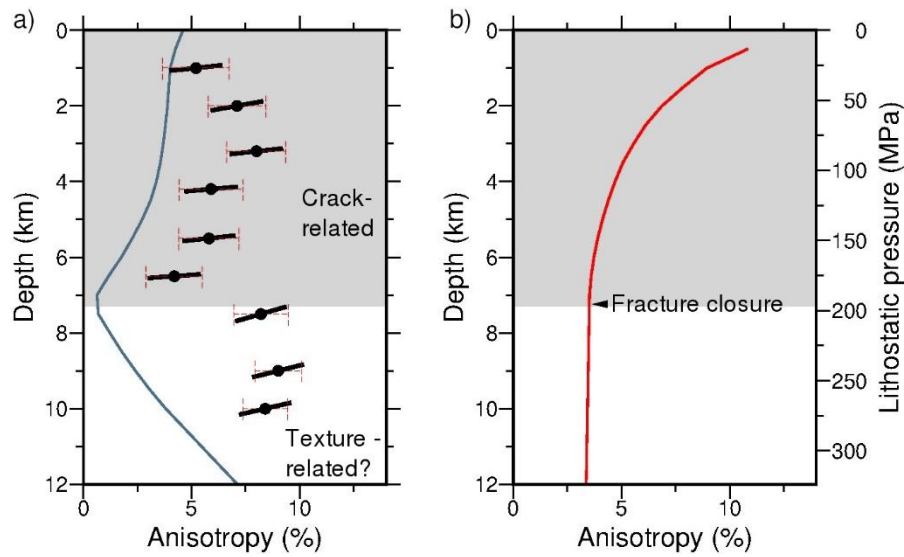 a)
0
2
4
6
8
10
12
Depth (km)
Crack-
related
Texture -
related?
0
5
10
Anisotropy (%)
b)
0
2
4
6
8
10
12
Depth (km)
Fracture closure
0
50
100
150
200
250
300
Lithostatic pressure (MPa)
0
5
10
Anisotropy (%)